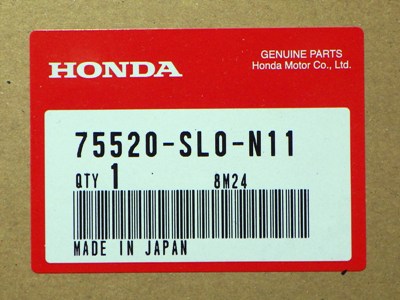 HONDA
GENUINE PARTS
Honda Motor Co., Ltd.
75520-SL0-N11
QTY 1 8M24
MADE IN JAPAN